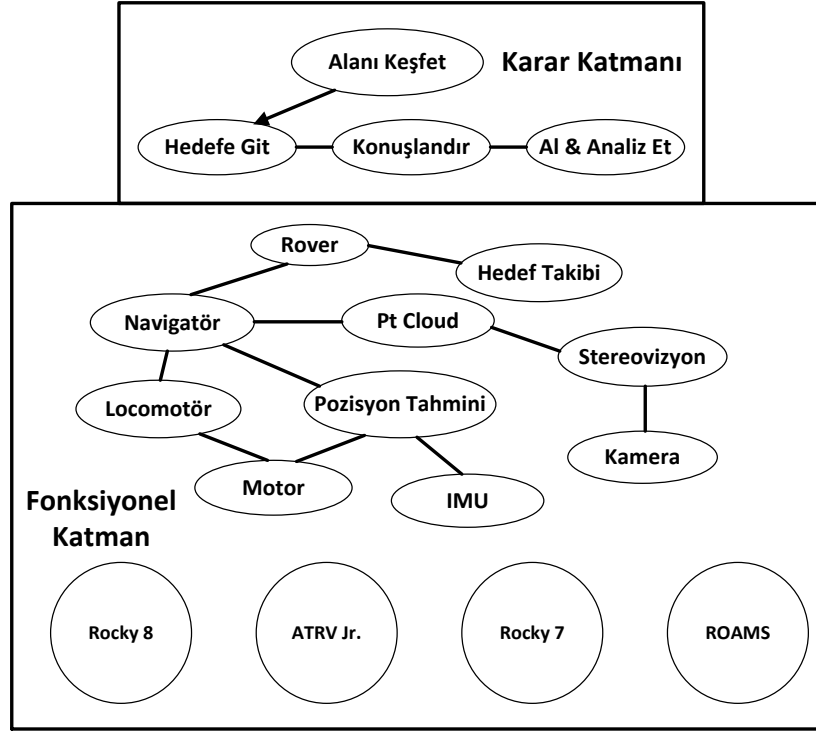 Alanı Keşfet
Karar Katmanı
Hedefe Git
Konuşlandır
Al & Analiz Et
Rover
Hedef Takibi
Navigatör
Pt Cloud
Stereovizyon
Locomotör
Pozisyon Tahmini
Kamera
Motor
IMU
Fonksiyonel
Katman
Rocky 8
ATRV Jr.
Rocky 7
ROAMS